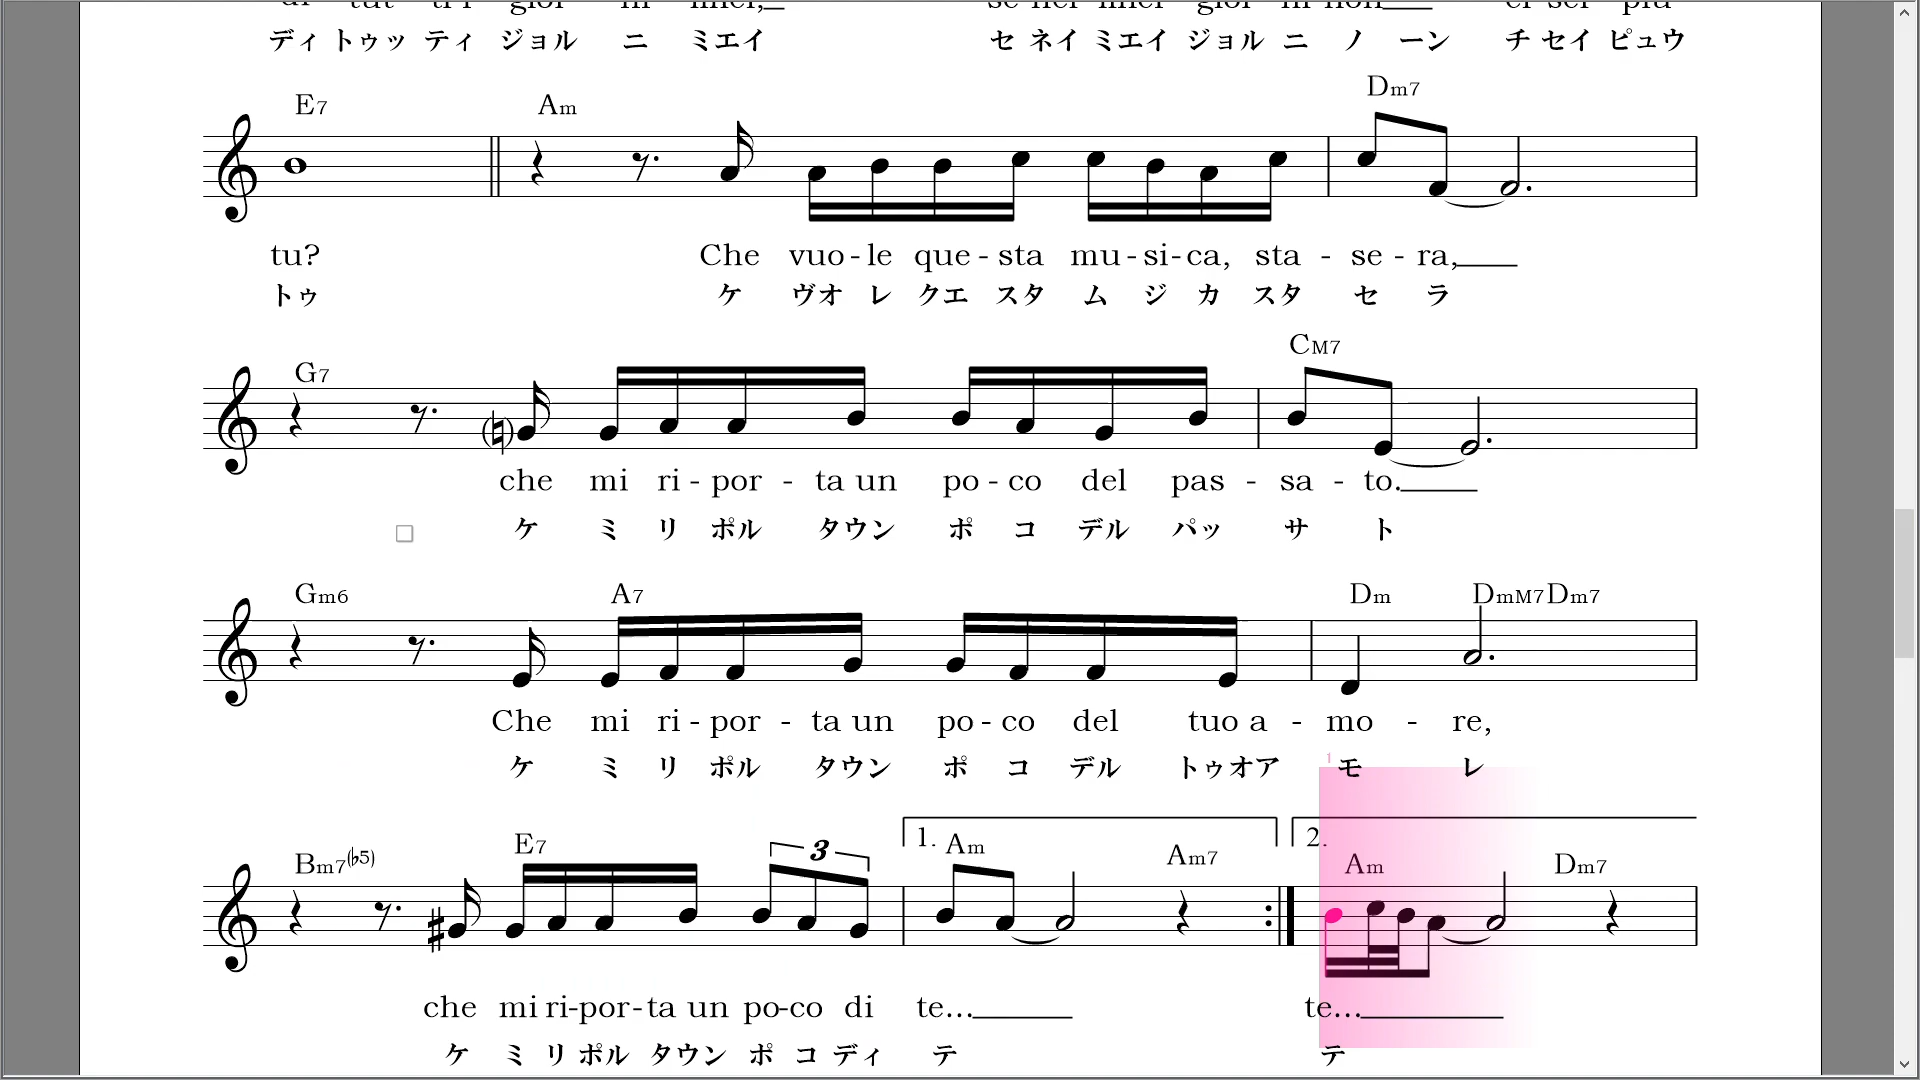 ディ トゥッ ティ ジョル ニ ミエイ セ ネイ ミエイ ジョル ニ ノ ーン チ セイ ピュウ
E7 Am Dm7
tu? Che vuo-le que-sta mu-si-ca, sta - se - ra,
トゥ ケ ヴオ レ クエ スタ ム ジ カ スタ セ ラ
G7 CM7
che mi ri-por - ta un po-co del pas - sa - to.
ケ ミ リ ポル タウン ポ コ デル パッ サ ト
Gm6 A7 Dm DmM7 Dm7
Che mi ri-por - ta un po-co del tuo a - mo - re,
ケ ミ リ ポル タウン ポ コ デル トゥオア モ レ
1
Bm7(♭5) E7 3 1. Am Am7 2. Am Dm7
che mi ri-por-ta un po-co di te... te...
ケ ミ リ ポル タウン ポ コ ディ テ テ